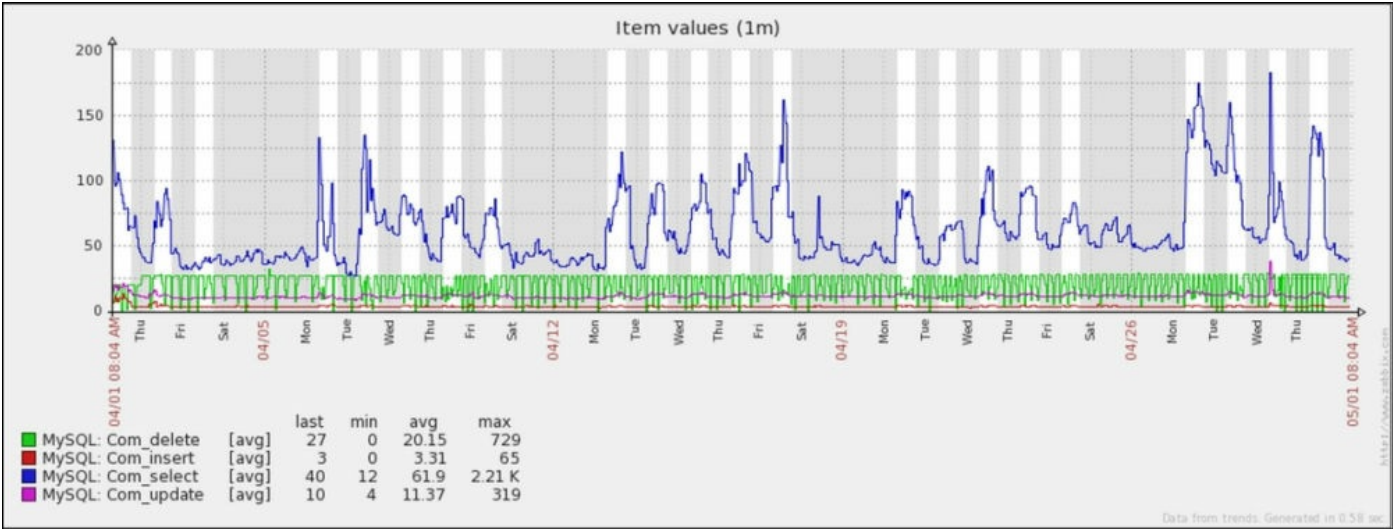 Item values (1m)
200
150
100
50
0
04/01 08:04 AM
Thu
Fri
Sat
04/05
Mon
Tue
Wed
Thu
Fri
Sat
04/12
Mon
Tue
Wed
Thu
Fri
Sat
04/19
Mon
Tue
Wed
Thu
Fri
Sat
04/26
Mon
Tue
Wed
Thu
05/01 08:04 AM
http://www.zabbix.com
last min avg max
MySQL: Com_delete [avg] 27 0 20.15 729
MySQL: Com_insert [avg] 3 0 3.31 65
MySQL: Com_select [avg] 40 12 61.9 2.21 K
MySQL: Com_update [avg] 10 4 11.37 319
Data from trends. Generated in 0.58 sec